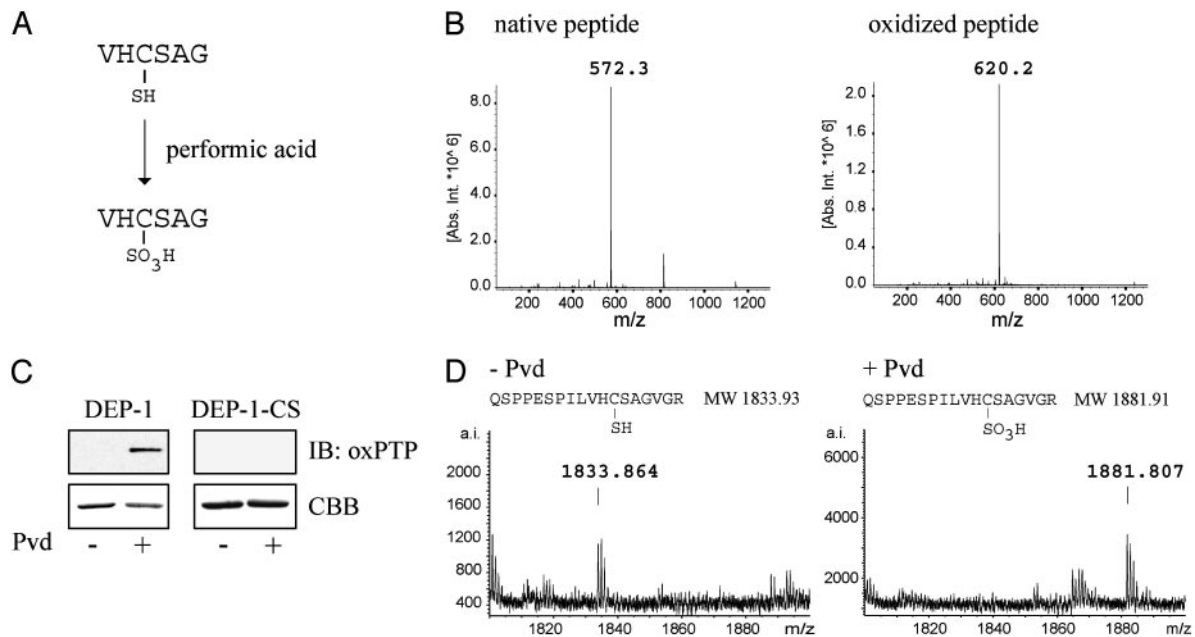 A
VHCSAG
SH
performic acid
VHCSAG
SO3H
B
native peptide
572.3
[Abs. Int. *10^ 6]
8.0
6.0
4.0
2.0
0.0
200 400 600 800 1000 1200
m/z
oxidized peptide
620.2
[Abs. Int. *10^ 6]
2.0
1.6
1.2
0.8
0.4
0.0
200 400 600 800 1000 1200
m/z
C
DEP-1 DEP-1-CS
IB: oxPTP
CBB
Pvd - + - +
D
- Pvd
QSPPESPILVHCSAGVGR MW 1833.93
SH
a.i.
1833.864
2000
1600
1200
800
400
1820 1840 1860 1880 m/z
+ Pvd
QSPPESPILVHCSAGVGR MW 1881.91
SO3H
a.i.
1881.807
6000
4000
2000
1820 1840 1860 1880 m/z